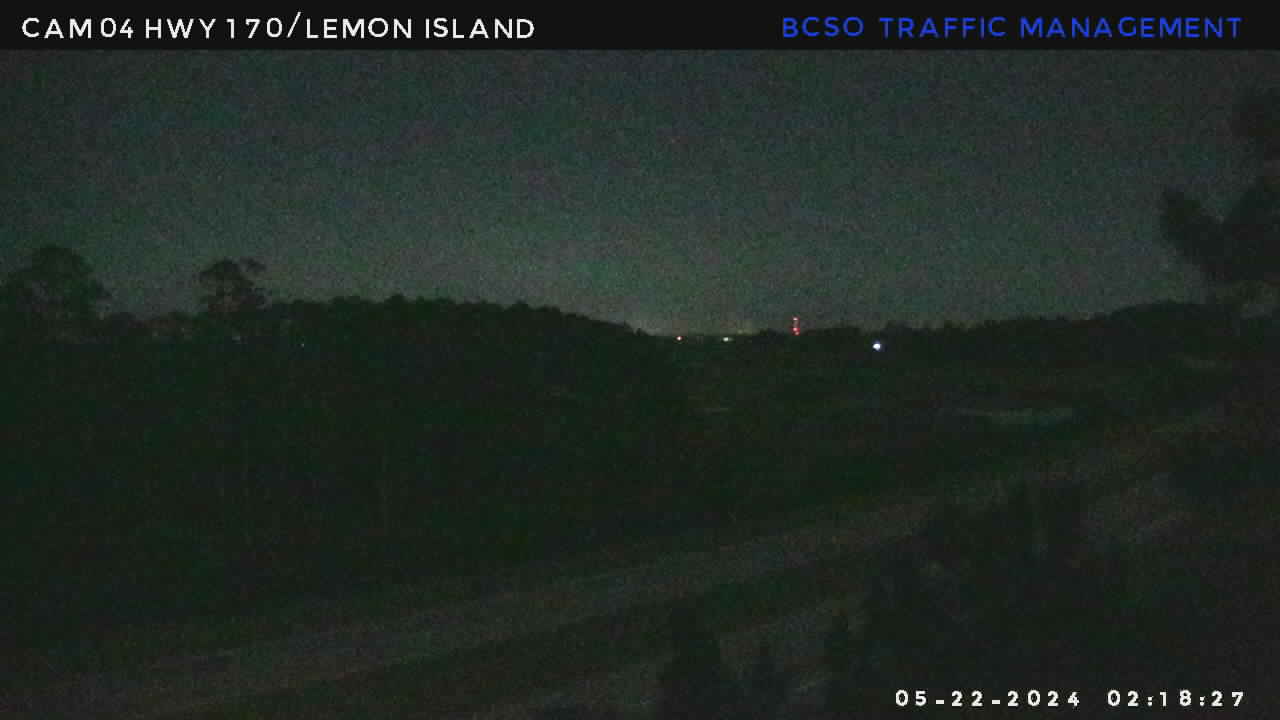 CAM04 HWY 170/LEMON ISLAND
BCSO TRAFFIC MANAGEMENT
05-22-2024 02:18:27